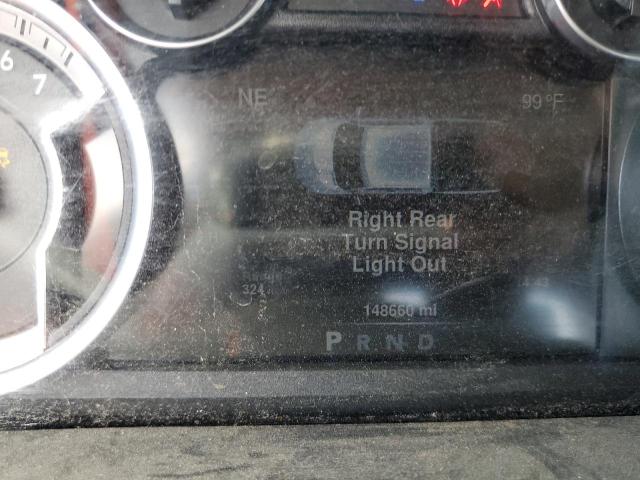 6
7
NE
99 °F
Right Rear
Turn Signal
Light Out
324
148660 mi
P R N D